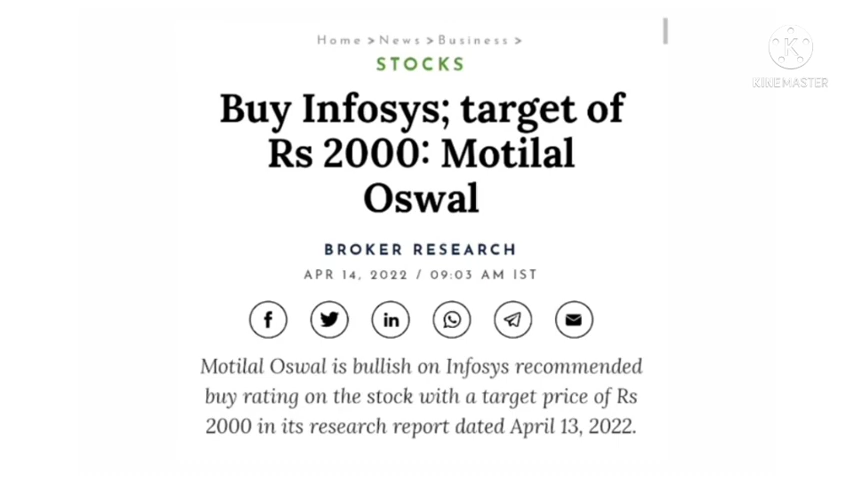 Home > News > Business >
STOCKS
Buy Infosys; target of
Rs 2000: Motilal
Oswal
BROKER RESEARCH
APR 14, 2022 / 09:03 AM IST
Motilal Oswal is bullish on Infosys recommended
buy rating on the stock with a target price of Rs
2000 in its research report dated April 13, 2022.
K
KINEMASTER